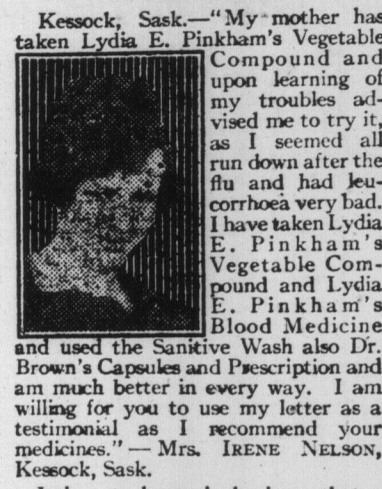 Kessock, Sask.—"My mother has
taken Lydia E. Pinkham's Vegetable
Compound and
upon learning of
my troubles ad-
vised me to try it,
as I seemed all
run down after the
flu and had leu-
corrhoea very bad.
I have taken Lydia
E. Pinkham's
Vegetable Com-
pound and Lydia
E. Pinkham's
Blood Medicine
and used the Sanitive Wash also Dr.
Brown's Capsules and Prescription and
am much better in every way. I am
willing for you to use my letter as a
testimonial as I recommend your
medicines."—Mrs. IRENE NELSON,
Kessock, Sask.